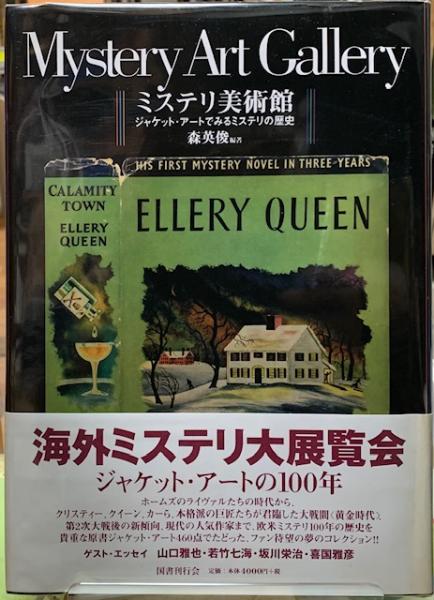 Mystery Art Gallery
ミステリ美術館
ジャケット・アートでみるミステリの歴史
森英俊 編著
HIS FIRST MYSTERY NOVEL IN THREE YEARS
CALAMITY
TOWN
ELLERY
QUEEN
ELLERY QUEEN
海外ミステリ大展覧会
ジャケット・アートの100年
ホームズのライヴァルたちの時代から、
クリスティー、クイーン、カーら、本格派の巨匠たちが君臨した大戦間〈黄金時代〉、
第2次大戦後の新傾向、現代の人気作家まで、欧米ミステリ100年の歴史を
貴重な原書ジャケット・アート460点でたどった、ファン待望の夢のコレクション!!
ゲスト・エッセイ 山口雅也・若竹七海・坂川栄治・喜国雅彦
国書刊行会 定価:本体4000円+税